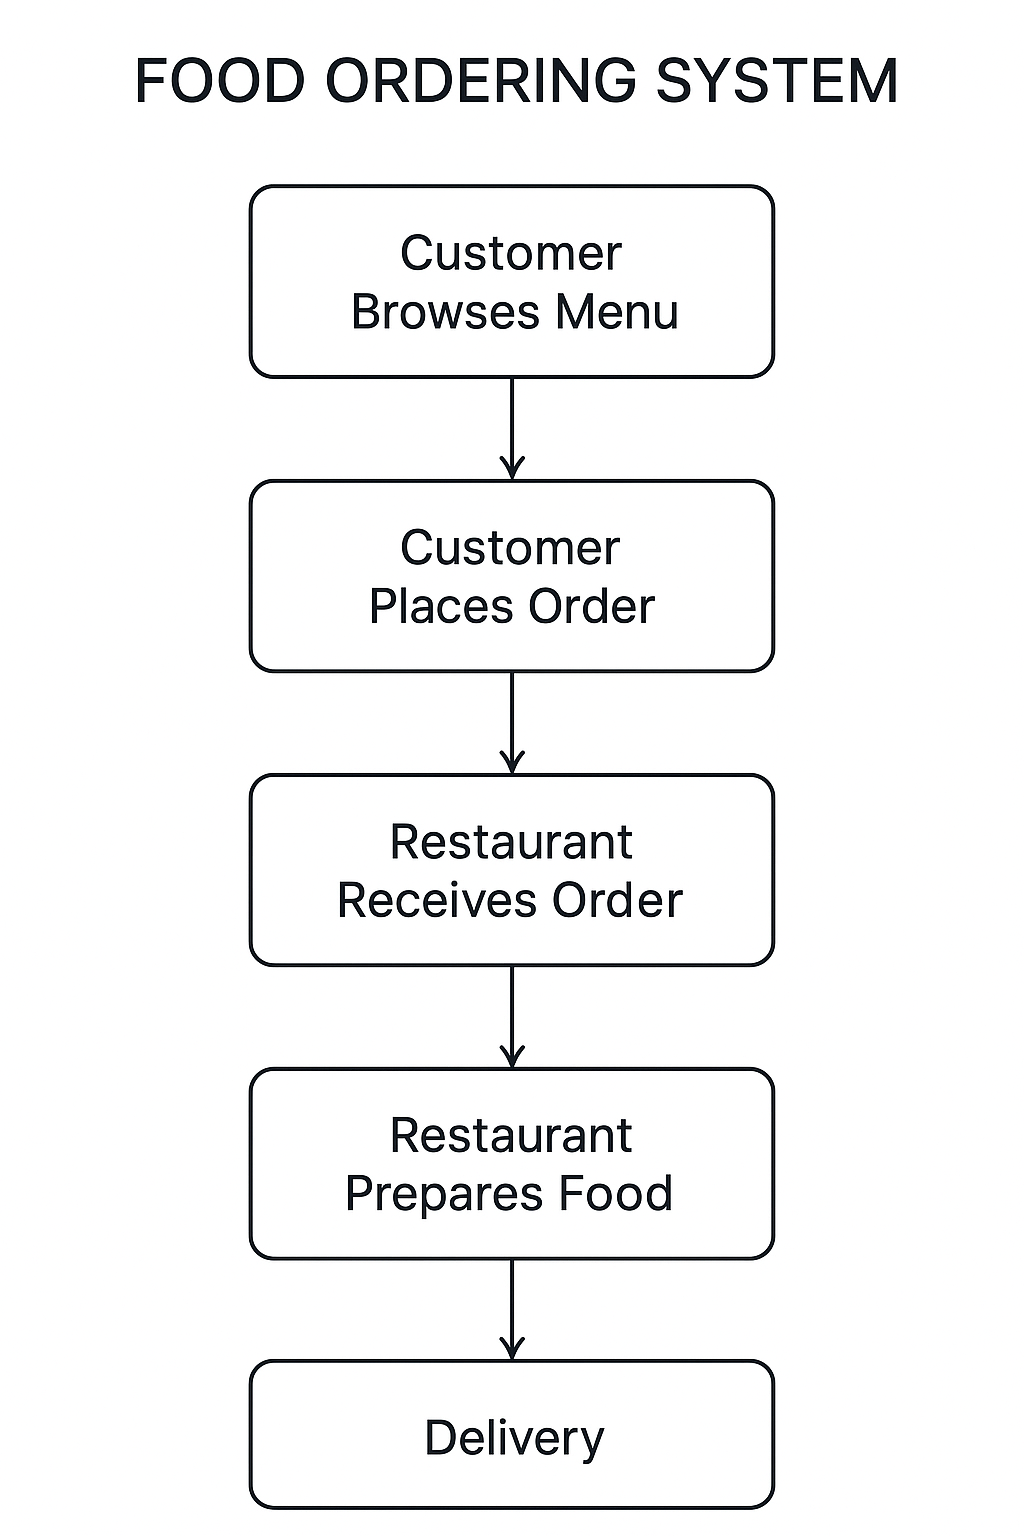 FOOD ORDERING SYSTEM
Customer
Browses Menu
Customer
Places Order
Restaurant
Receives Order
Restaurant
Prepares Food
Delivery